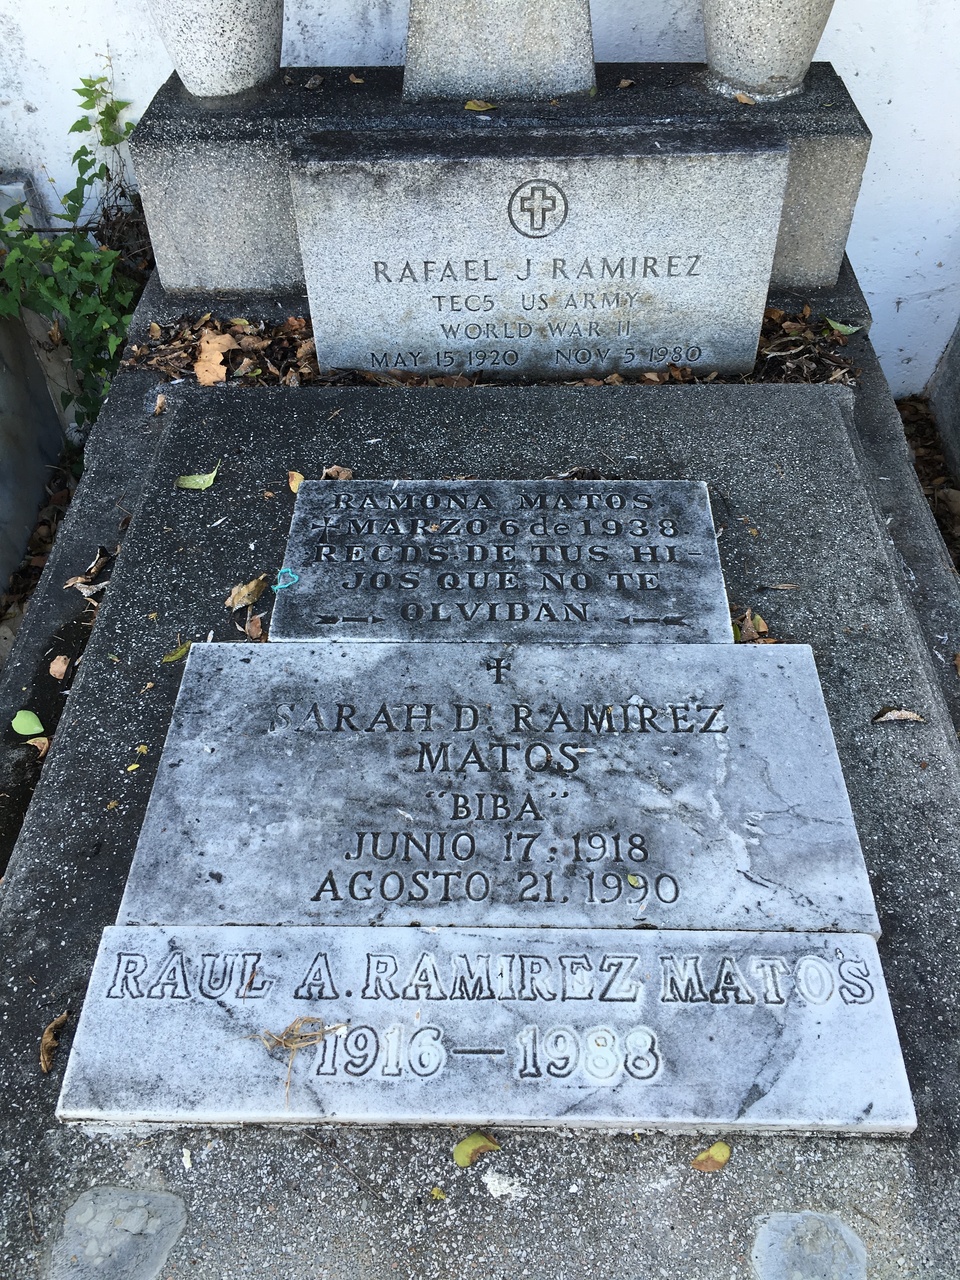 RAFAEL J RAMIREZ
TEC5 US ARMY
WORLD WAR II
MAY 15 1920 NOV 5 1980
RAMONA MATOS
✝MARZO 6 de 1938
RECDS. DE TUS HI-
JOS QUE NO TE
OLVIDAN.
SARAH D. RAMIREZ
MATOS
"BIBA"
JUNIO 17, 1918
AGOSTO 21, 1990
RAUL A. RAMIREZ MATOS
1916—1988